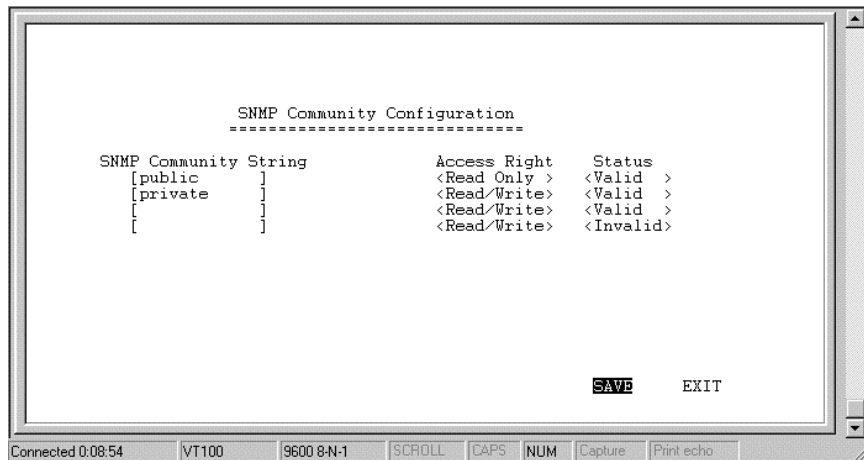 SNMP Community Configuration
==============================
SNMP Community String Access Right Status
[public ] <Read Only > <Valid >
[private ] <Read/Write> <Valid >
[ ] <Read/Write> <Valid >
[ ] <Read/Write> <Invalid>
SAVE EXIT
Connected 0:08:54 VT100 9600 8-N-1 SCROLL CAPS NUM Capture Print echo